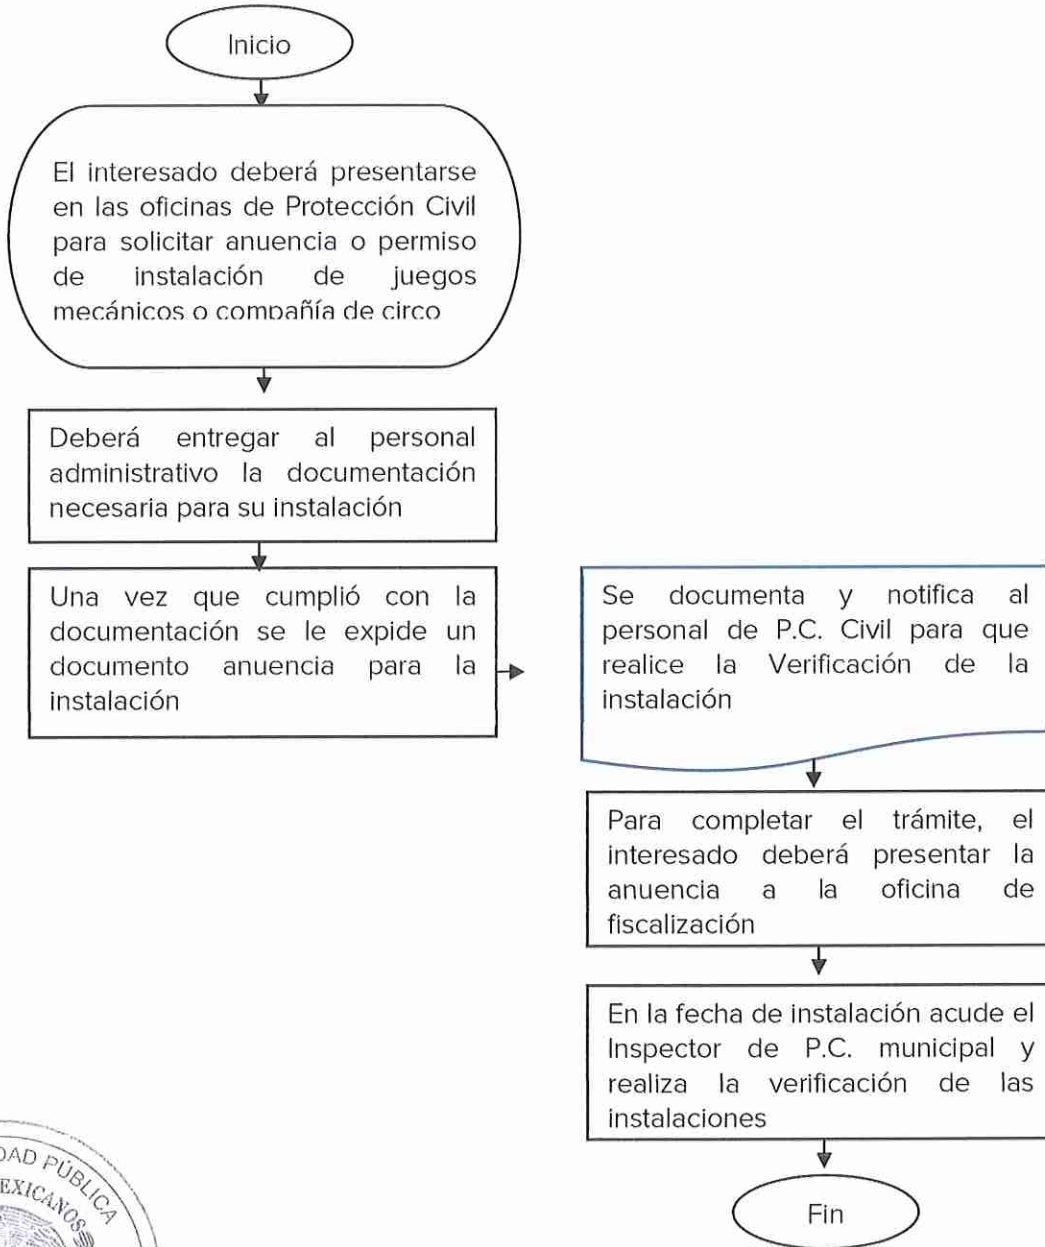 Inicio
El interesado deberá presentarse
en las oficinas de Protección Civil
para solicitar anuencia o permiso
de instalación de juegos
mecánicos o compañía de circo
Deberá entregar al personal
administrativo la documentación
necesaria para su instalación
Una vez que cumplió con la
documentación se le expide un
documento anuencia para la
instalación
Se documenta y notifica al
personal de P.C. Civil para que
realice la Verificación de la
instalación
Para completar el trámite, el
interesado deberá presentar la
anuencia a la oficina de
fiscalización
En la fecha de instalación acude el
Inspector de P.C. municipal y
realiza la verificación de las
instalaciones
Fin
DAD PÚBLICA
EXICANOS